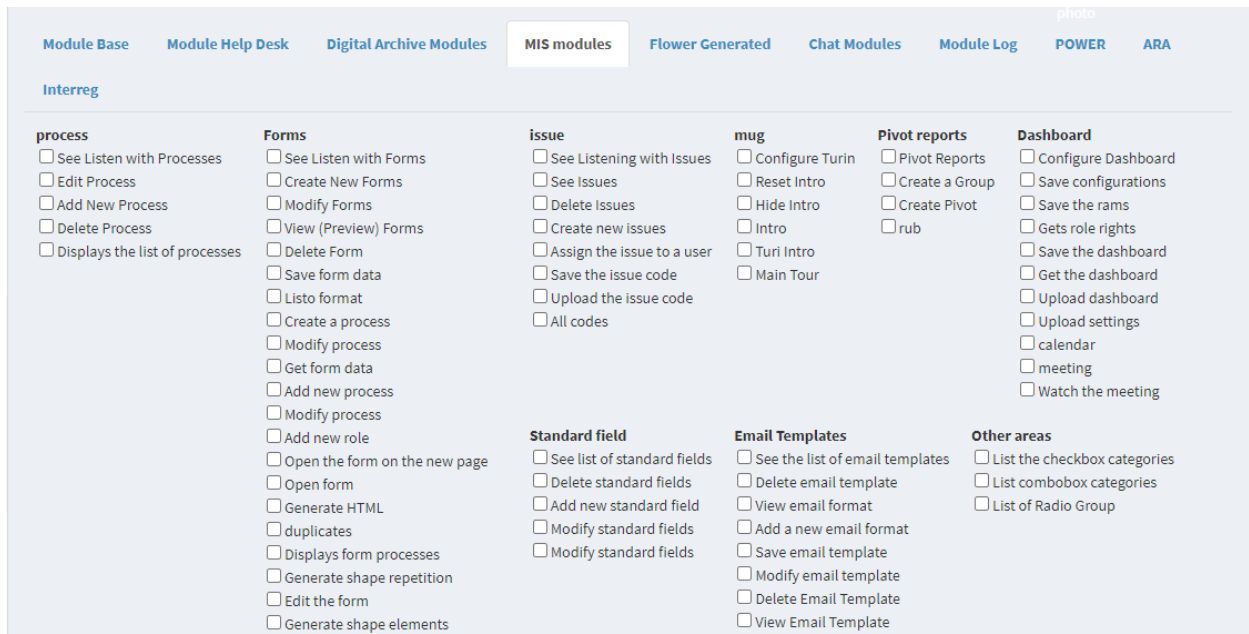 photo
Module Base Module Help Desk Digital Archive Modules MIS modules Flower Generated Chat Modules Module Log POWER ARA
Interreg
process
See Listen with Processes
Edit Process
Add New Process
Delete Process
Displays the list of processes
Forms
See Listen with Forms
Create New Forms
Modify Forms
View (Preview) Forms
Delete Form
Save form data
Listo format
Create a process
Modify process
Get form data
Add new process
Modify process
Add new role
Open the form on the new page
Open form
Generate HTML
duplicates
Displays form processes
Generate shape repetition
Edit the form
Generate shape elements
issue
See Listening with Issues
See Issues
Delete Issues
Create new issues
Assign the issue to a user
Save the issue code
Upload the issue code
All codes
mug
Configure Turin
Reset Intro
Hide Intro
Intro
Turi Intro
Main Tour
Pivot reports
Pivot Reports
Create a Group
Create Pivot
rub
Dashboard
Configure Dashboard
Save configurations
Save the rams
Gets role rights
Save the dashboard
Get the dashboard
Upload dashboard
Upload settings
calendar
meeting
Watch the meeting
Standard field
See list of standard fields
Delete standard fields
Add new standard field
Modify standard fields
Modify standard fields
Email Templates
See the list of email templates
Delete email template
View email format
Add a new email format
Save email template
Modify email template
Delete Email Template
View Email Template
Other areas
List the checkbox categories
List combobox categories
List of Radio Group